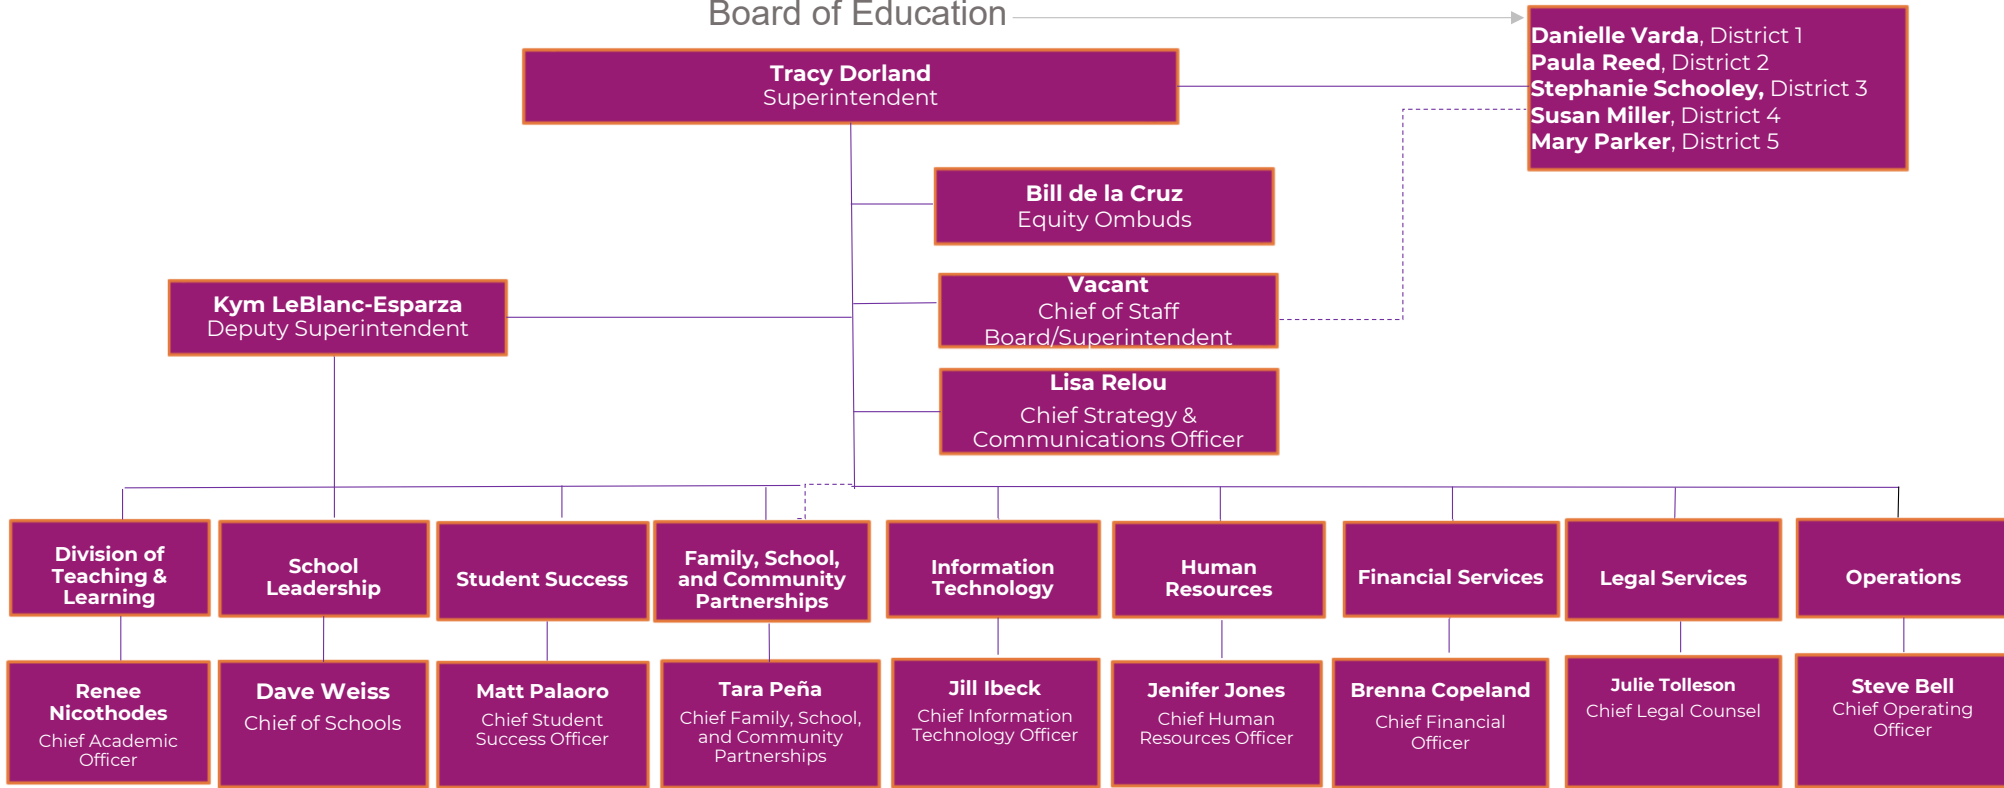 Board of Education
Danielle Varda, District 1
Paula Reed, District 2
Stephanie Schooley, District 3
Susan Miller, District 4
Mary Parker, District 5
Tracy Dorland
Superintendent
Bill de la Cruz
Equity Ombuds
Vacant
Chief of Staff
Board/Superintendent
Kym LeBlanc-Esparza
Deputy Superintendent
Lisa Relou
Chief Strategy &
Communications Officer
Division of
Teaching &
Learning
School
Leadership
Student Success
Family, School,
and Community
Partnerships
Information
Technology
Human
Resources
Financial Services
Legal Services
Operations
Renee
Nicothodes
Chief Academic
Officer
Dave Weiss
Chief of Schools
Matt Palaoro
Chief Student
Success Officer
Tara Peña
Chief Family, School,
and Community
Partnerships
Jill Ibeck
Chief Information
Technology Officer
Jenifer Jones
Chief Human
Resources Officer
Brenna Copeland
Chief Financial
Officer
Julie Tolleson
Chief Legal Counsel
Steve Bell
Chief Operating
Officer